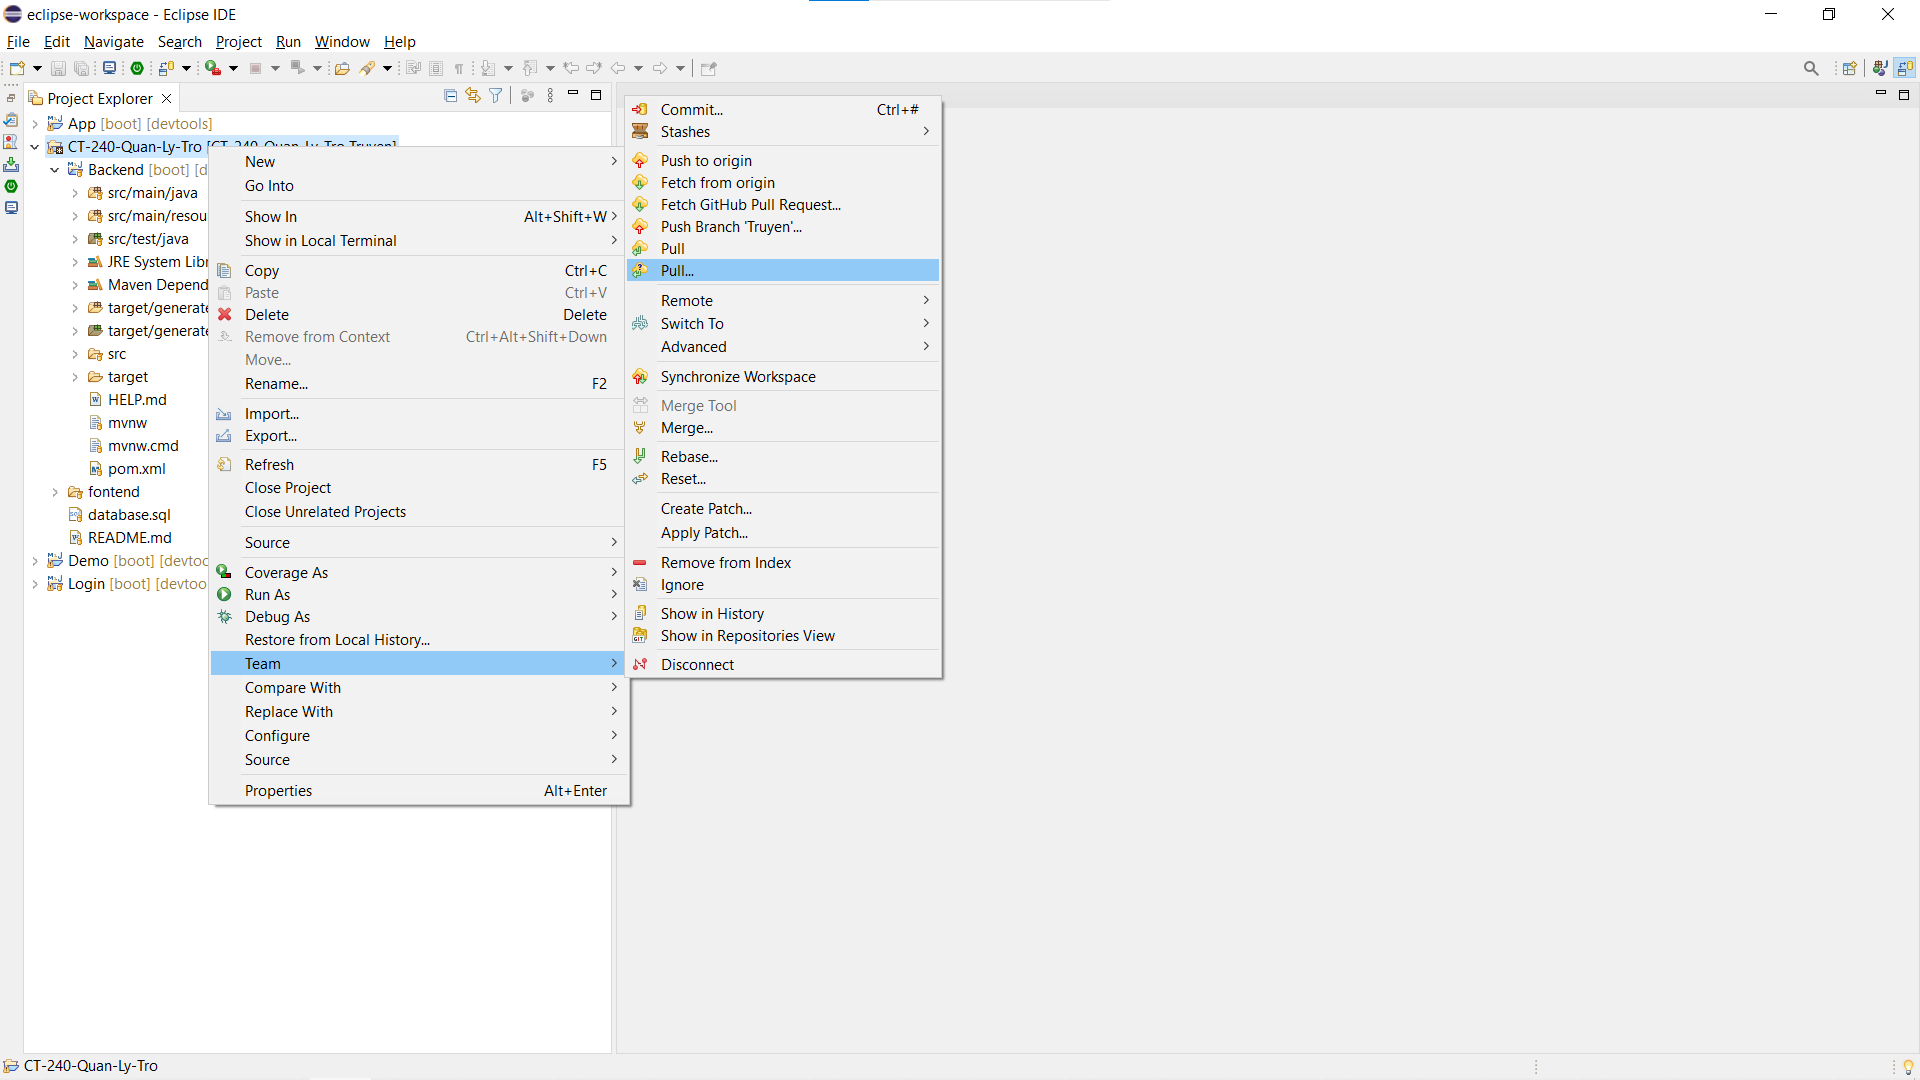 eclipse-workspace - Eclipse IDE
File Edit Navigate Search Project Run Window Help
Project Explorer
App [boot] [devtools]
CT-240-Quan-Ly-Tro [CT-240-Quan-Ly-Tro Truyen]
Backend [boot] [d
src/main/java
src/main/resou
src/test/java
JRE System Libr
Maven Depend
target/generate
target/generate
src
target
HELP.md
mvnw
mvnw.cmd
pom.xml
fontend
database.sql
README.md
Demo [boot] [devtoo
Login [boot] [devtoo
New
Go Into
Show In Alt+Shift+W
Show in Local Terminal
Copy Ctrl+C
Paste Ctrl+V
Delete Delete
Remove from Context Ctrl+Alt+Shift+Down
Move...
Rename... F2
Import...
Export...
Refresh F5
Close Project
Close Unrelated Projects
Source
Coverage As
Run As
Debug As
Restore from Local History...
Team
Compare With
Replace With
Configure
Source
Properties Alt+Enter
Commit... Ctrl+#
Stashes
Push to origin
Fetch from origin
Fetch GitHub Pull Request...
Push Branch 'Truyen'...
Pull
Pull...
Remote
Switch To
Advanced
Synchronize Workspace
Merge Tool
Merge...
Rebase...
Reset...
Create Patch...
Apply Patch...
Remove from Index
Ignore
Show in History
Show in Repositories View
Disconnect
CT-240-Quan-Ly-Tro